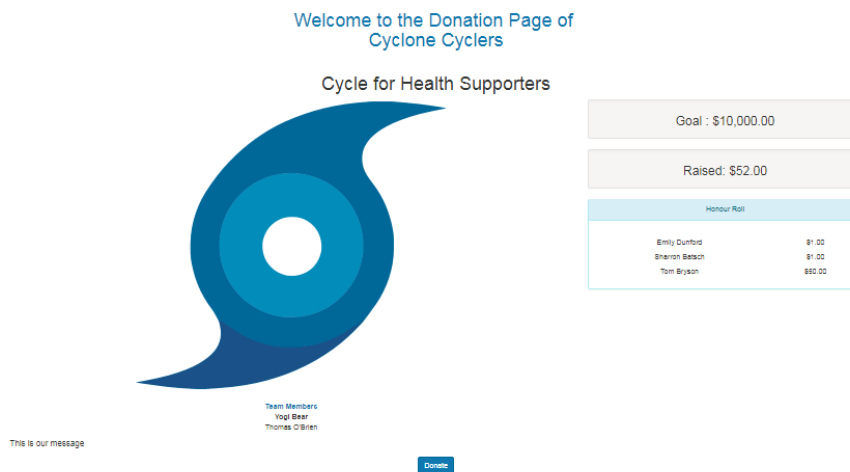 Welcome to the Donation Page of
Cyclone Cyclers
Cycle for Health Supporters
Goal : $10,000.00
Raised: $52.00
Honour Roll
Emily Dunford $1.00
Sharron Batsch $1.00
Tom Bryson $50.00
Team Members
Yogi Bear
Thomas O'Brien
This is our message
Donate